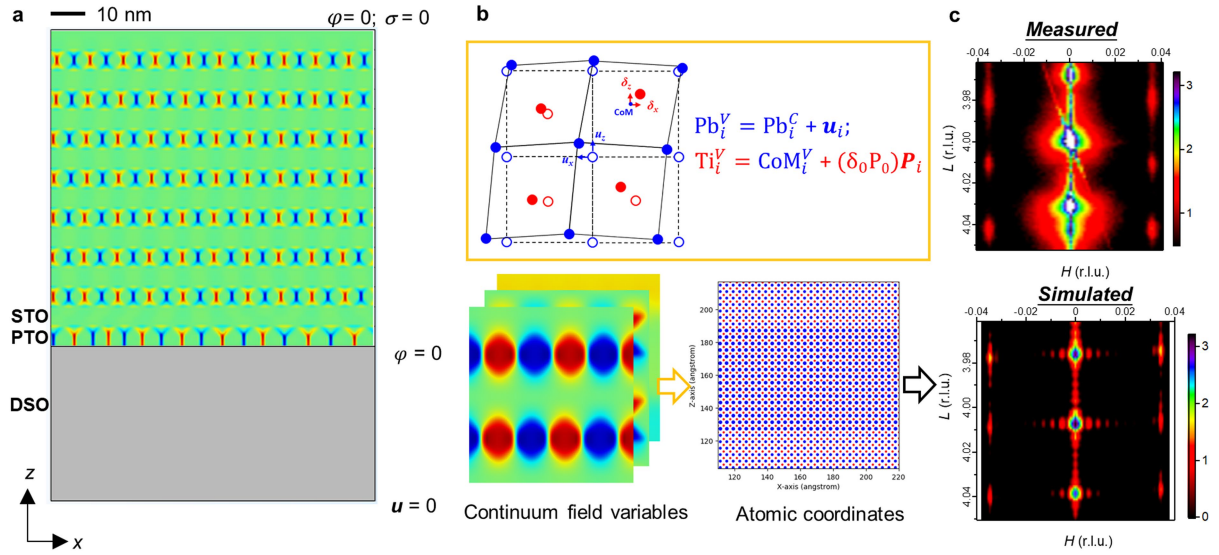 a
10 nm
φ= 0; σ = 0
STO
PTO
φ = 0
DSO
z
x
u = 0
b
δz
δx
CoM
uz
ux
Pb_i^V = Pb_i^C + u_i;
Ti_i^V = CoM_i^V + (δ₀P₀)P_i
Continuum field variables
Z-axis (angstrom)
200
180
160
140
120
120 140 160 180 200 220
X-axis (angstrom)
Atomic coordinates
c
Measured
-0.04 -0.02 0 0.02 0.04
L (r.l.u.)
3.98
4.00
4.02
4.04
3
2
1
H (r.l.u.)
Simulated
-0.04 -0.02 0 0.02 0.04
L (r.l.u.)
3.98
4.00
4.02
4.04
3
2
1
0
H (r.l.u.)